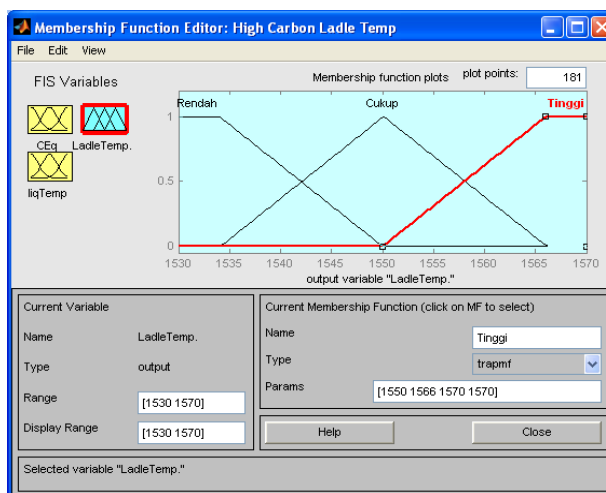 Membership Function Editor: High Carbon Ladle Temp
File Edit View
FIS Variables
CEq LadleTemp.
liqTemp
Membership function plots plot points: 181
Rendah Cukup Tinggi
1
0.5
0
1530 1535 1540 1545 1550 1555 1560 1565 1570
output variable "LadleTemp."
Current Variable
Name LadleTemp.
Type output
Range [1530 1570]
Display Range [1530 1570]
Current Membership Function (click on MF to select)
Name Tinggi
Type trapmf
Params [1550 1566 1570 1570]
Help Close
Selected variable "LadleTemp."